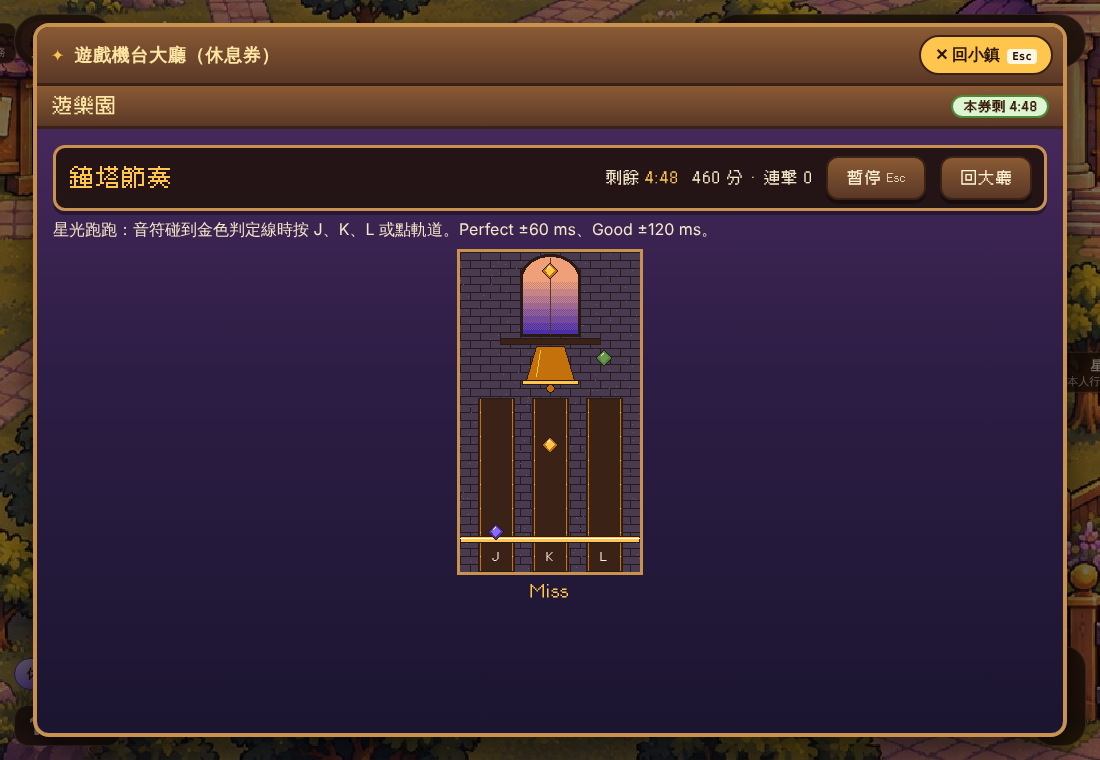 ✦ 遊戲機台大廳（休息券）
✕ 回小鎮 Esc
遊樂園
本券剩 4:48
鐘塔節奏
剩餘 4:48 460 分 · 連擊 0
暫停 Esc
回大廳
星光跑跑：音符碰到金色判定線時按 J、K、L 或點軌道。Perfect ±60 ms、Good ±120 ms。
J K L
Miss
本人行